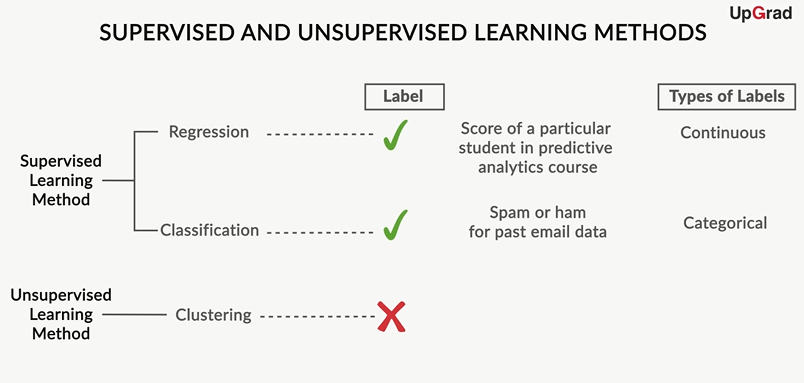 UpGrad
SUPERVISED AND UNSUPERVISED LEARNING METHODS
Label
Types of Labels
Supervised
Learning
Method
Regression
Score of a particular
student in predictive
analytics course
Continuous
Classification
Spam or ham
for past email data
Categorical
Unsupervised
Learning
Method
Clustering